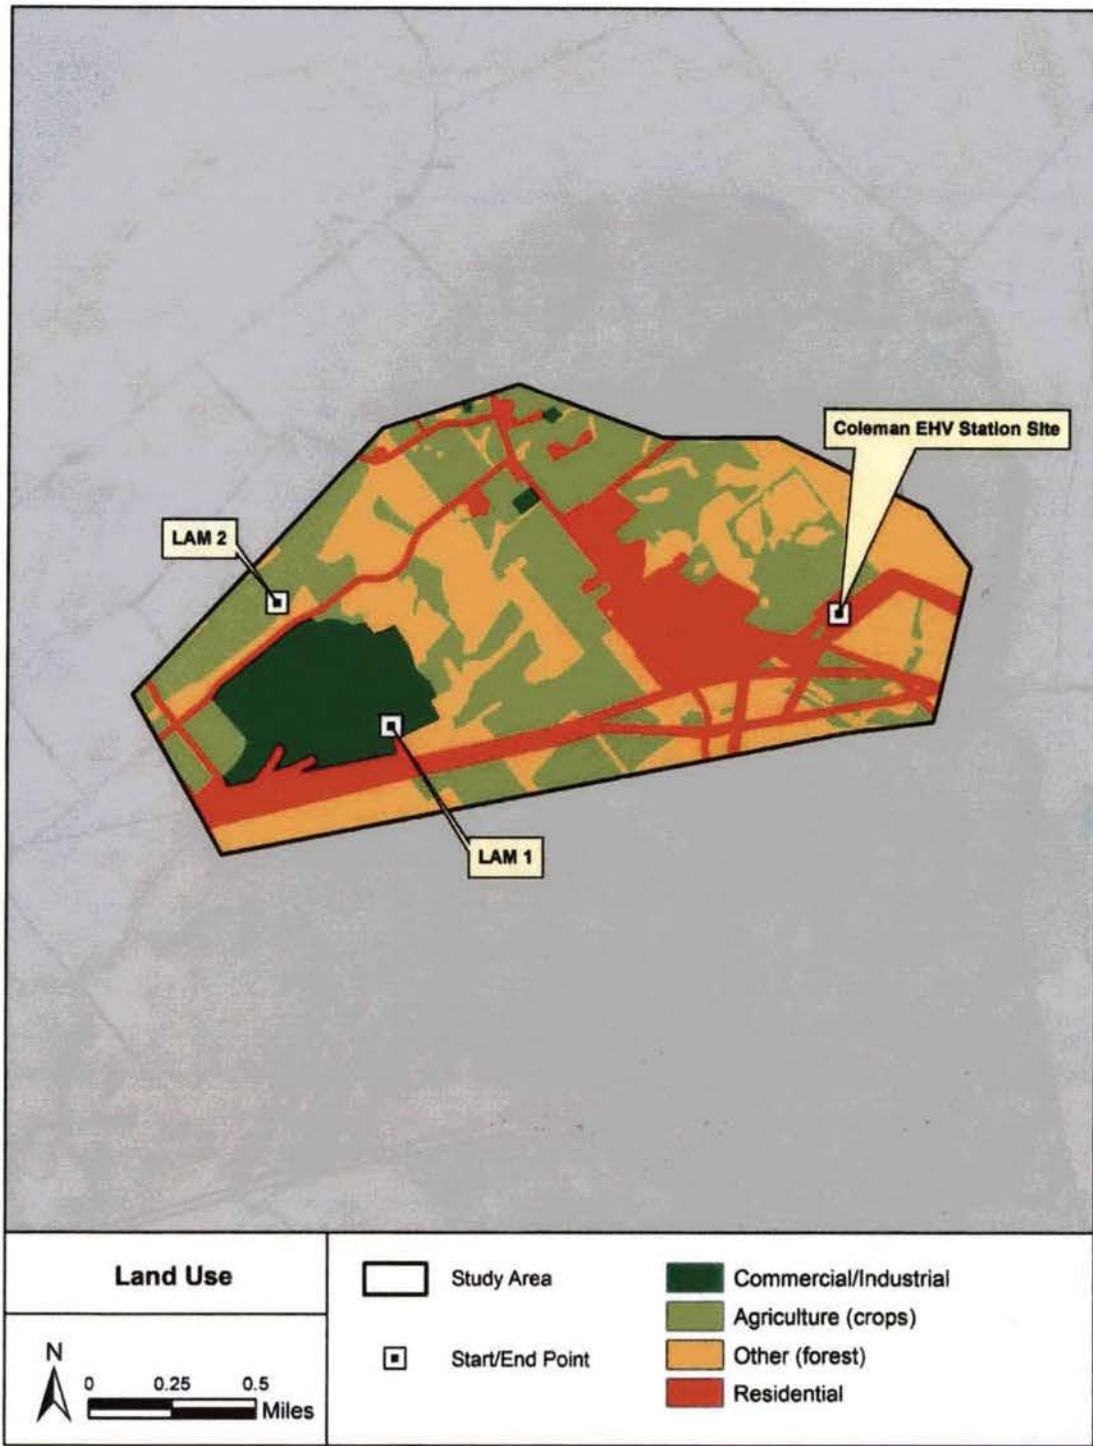 Coleman EHV Station Site
LAM 2
LAM 1
Land Use
N
0 0.25 0.5
Miles
Study Area
Start/End Point
Commercial/Industrial
Agriculture (crops)
Other (forest)
Residential